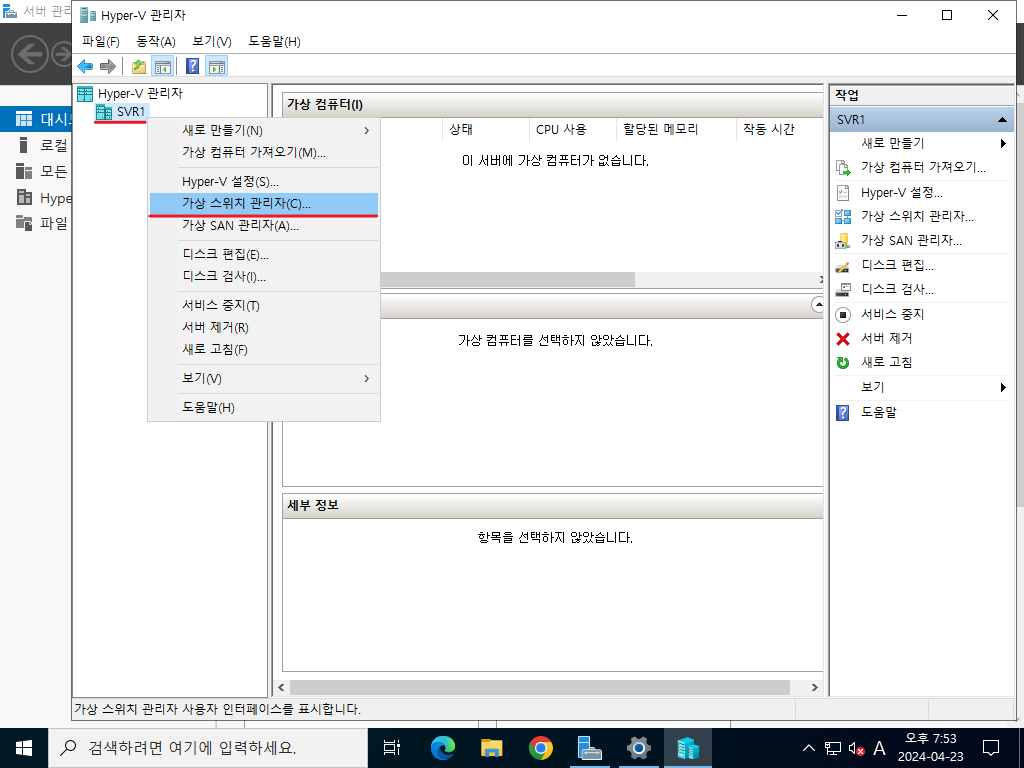 서버 관리
Hyper-V 관리자
파일(F) 동작(A) 보기(V) 도움말(H)
Hyper-V 관리자
SVR1
대시
로컬
모든
Hype
파일
새로 만들기(N)
가상 컴퓨터 가져오기(M)...
Hyper-V 설정(S)...
가상 스위치 관리자(C)...
가상 SAN 관리자(A)...
디스크 편집(E)...
디스크 검사(I)...
서비스 중지(T)
서버 제거(R)
새로 고침(F)
보기(V)
도움말(H)
가상 컴퓨터(I)
상태 CPU 사용 할당된 메모리 작동 시간
이 서버에 가상 컴퓨터가 없습니다.
가상 컴퓨터를 선택하지 않았습니다.
세부 정보
항목을 선택하지 않았습니다.
작업
SVR1
새로 만들기
가상 컴퓨터 가져오기...
Hyper-V 설정...
가상 스위치 관리자...
가상 SAN 관리자...
디스크 편집...
디스크 검사...
서비스 중지
서버 제거
새로 고침
보기
도움말
가상 스위치 관리자 사용자 인터페이스를 표시합니다.
검색하려면 여기에 입력하세요.
A
오후 7:53
2024-04-23